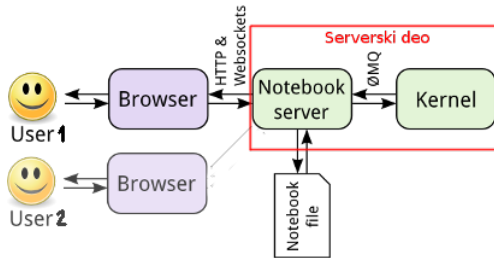 Serverski deo
HTTP &
Websockets
ØMQ
Browser
Notebook
server
Kernel
User1
Browser
User2
Notebook
file